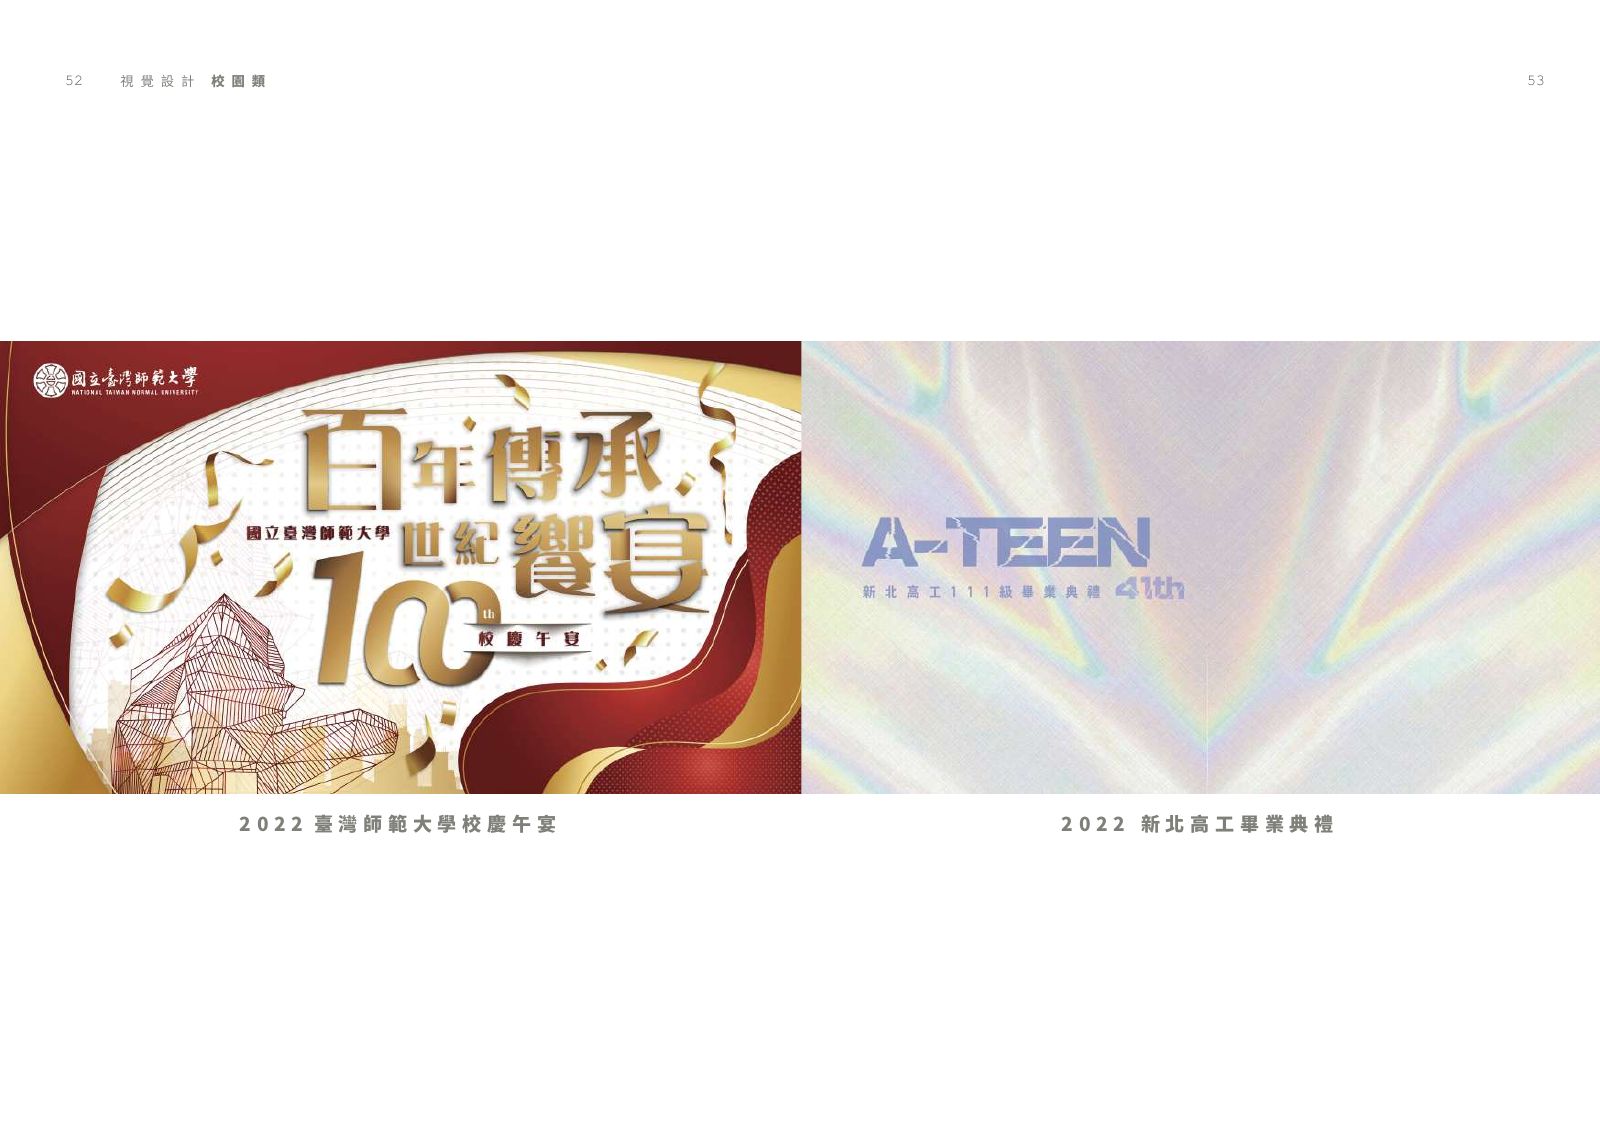 52 視覺設計 校園類
53
國立臺灣師範大學
NATIONAL TAIWAN NORMAL UNIVERSITY
百年傳承
國立臺灣師範大學
世紀饗宴
100th
校慶午宴
A-TEEN
新北高工111級畢業典禮 41th
2022 臺灣師範大學校慶午宴
2022 新北高工畢業典禮